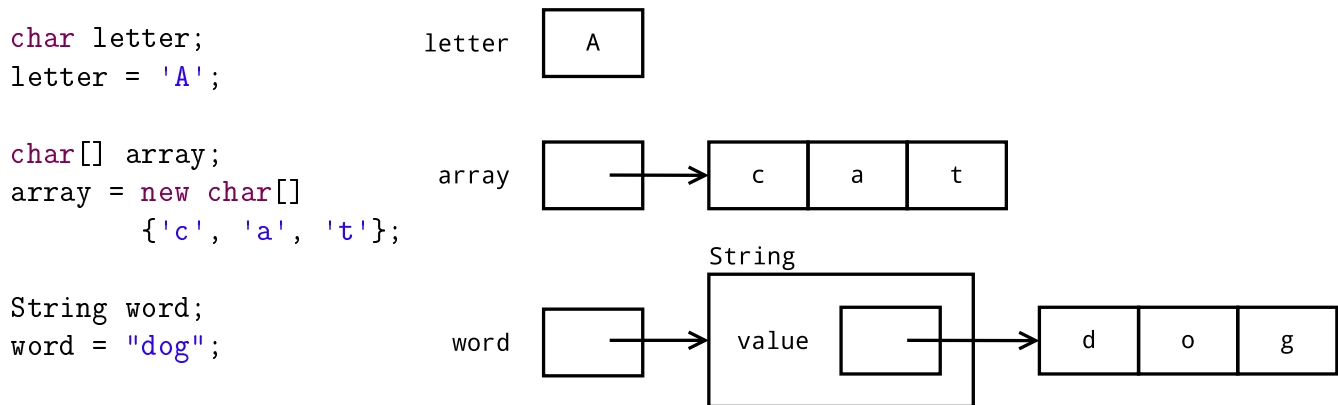 char letter;
letter = 'A';
letter A
char[] array;
array = new char[]
{'c', 'a', 't'};
array c a t
String word;
word = "dog";
String
word value d o g